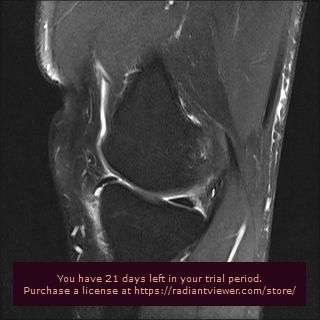 You have 21 days left in your trial period.
Purchase a license at https://radiantviewer.com/store/